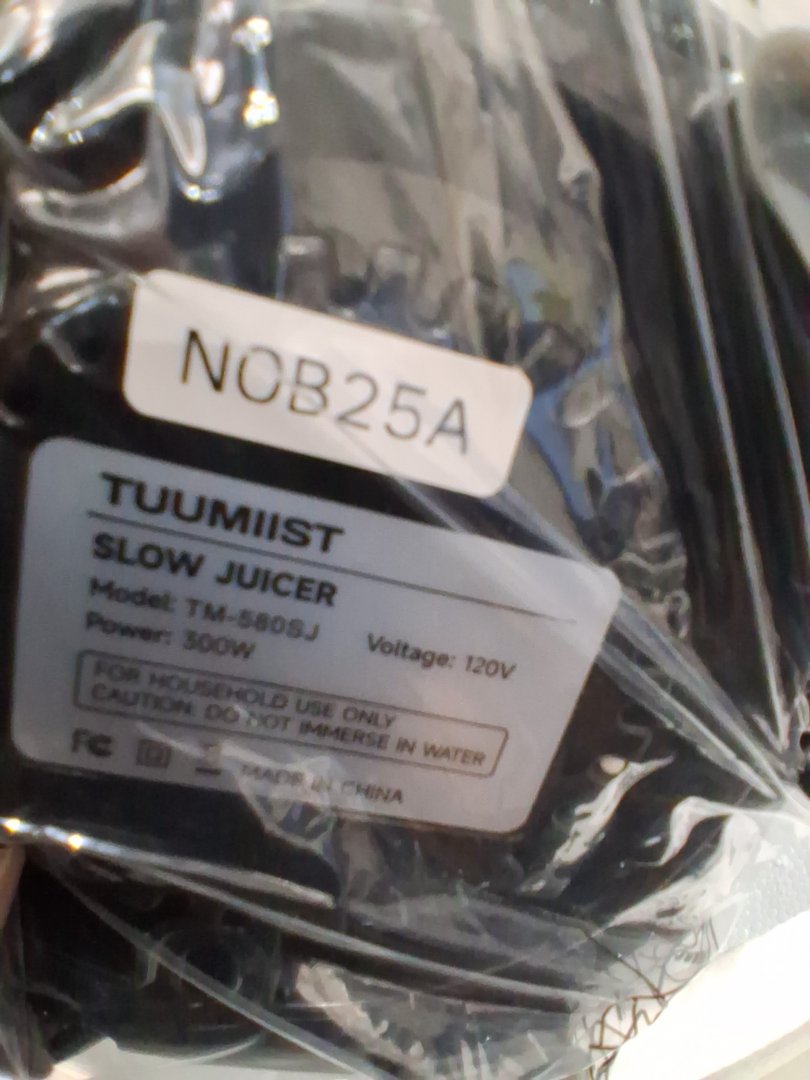 NOB25A
TUUMIIST
SLOW JUICER
Model: TM-580SJ
Power: 300W Voltage: 120V
FOR HOUSEHOLD USE ONLY
CAUTION: DO NOT IMMERSE IN WATER
FC MADE IN CHINA